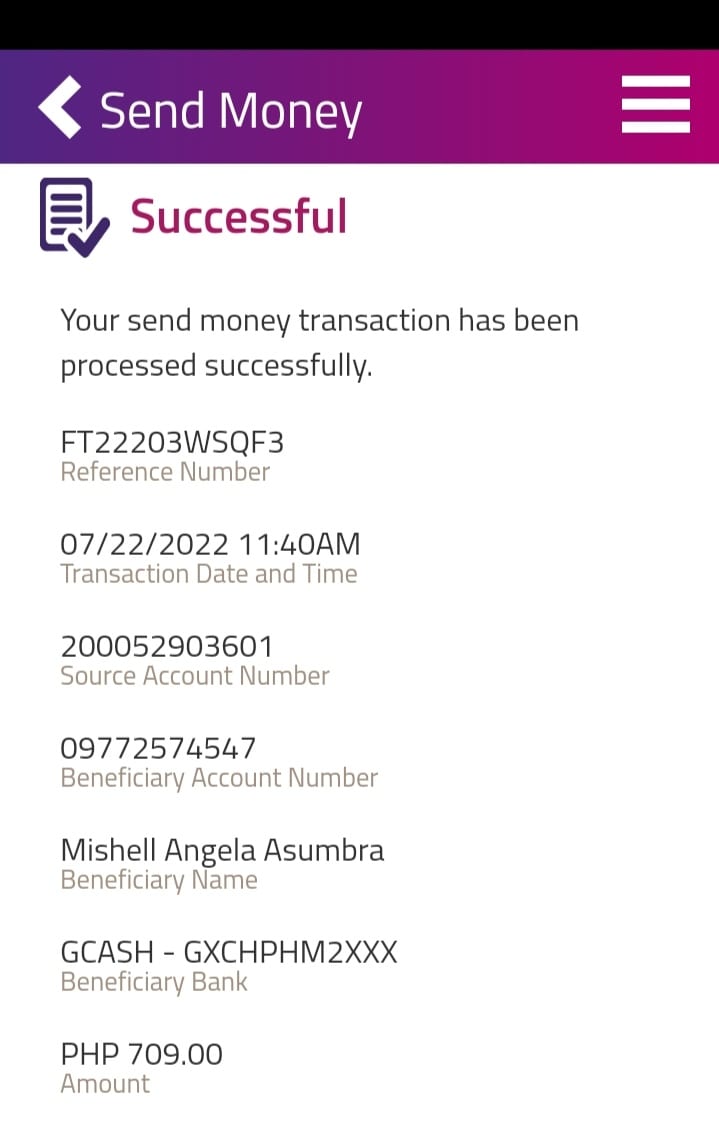 Send Money
Successful
Your send money transaction has been
processed successfully.
FT22203WSQF3
Reference Number
07/22/2022 11:40AM
Transaction Date and Time
200052903601
Source Account Number
09772574547
Beneficiary Account Number
Mishell Angela Asumbra
Beneficiary Name
GCASH - GXCHPHM2XXX
Beneficiary Bank
PHP 709.00
Amount